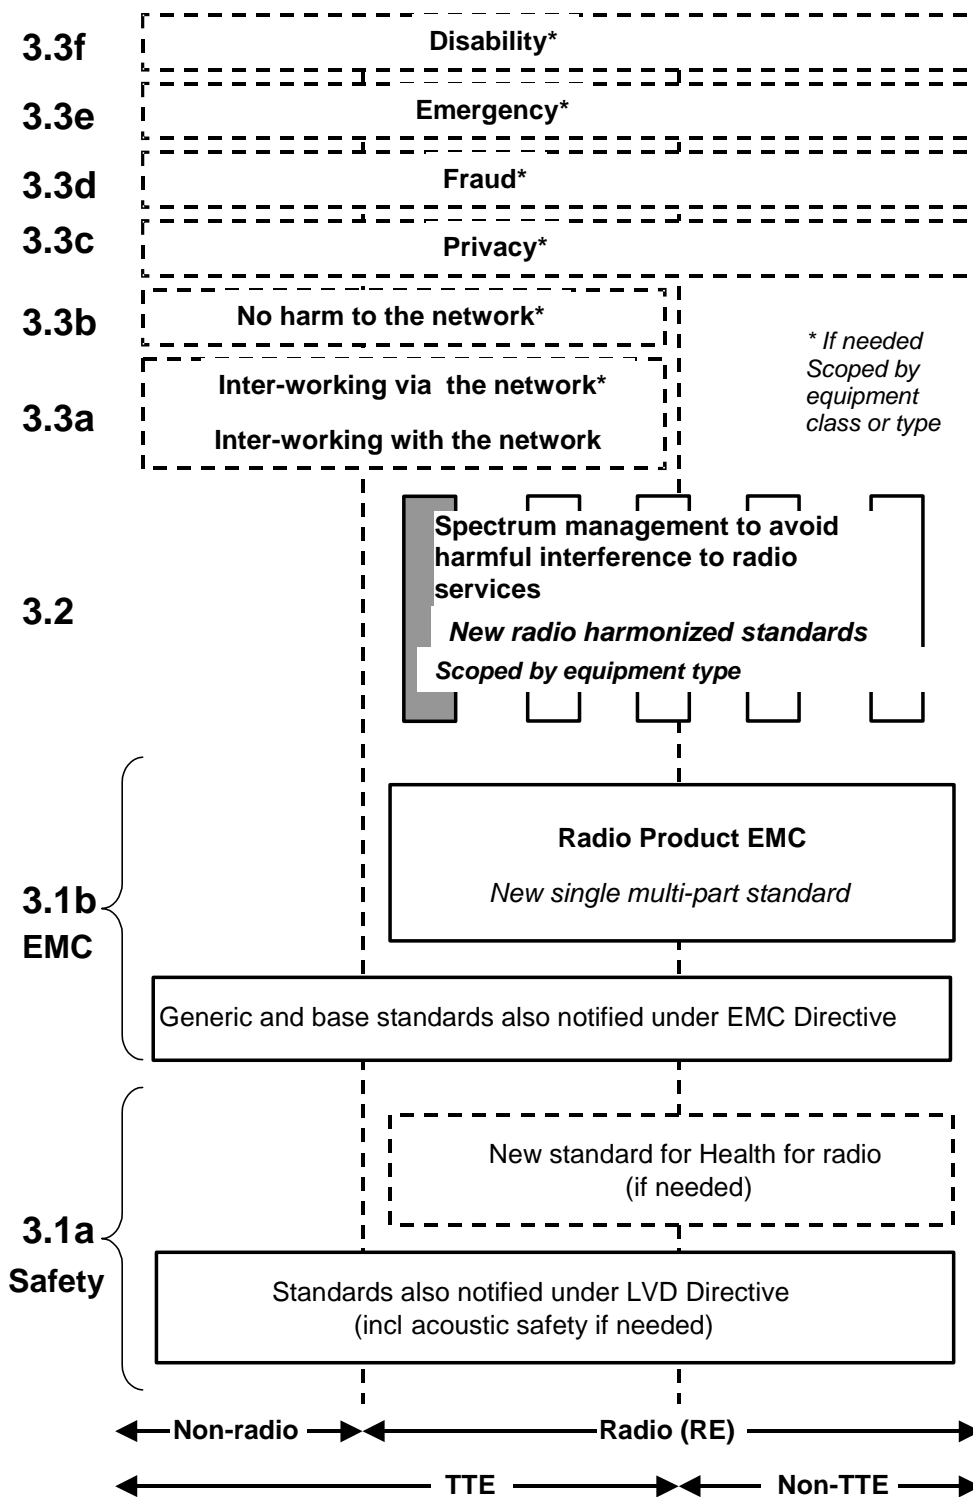 3.3f
Disability*
3.3e
Emergency*
3.3d
Fraud*
3.3c
Privacy*
3.3b
No harm to the network*
* If needed
Scoped by
equipment
class or type
3.3a
Inter-working via the network*
Inter-working with the network
3.2
Spectrum management to avoid
harmful interference to radio
services
New radio harmonized standards
Scoped by equipment type
3.1b
EMC
Radio Product EMC
New single multi-part standard
Generic and base standards also notified under EMC Directive
3.1a
Safety
New standard for Health for radio
(if needed)
Standards also notified under LVD Directive
(incl acoustic safety if needed)
Non-radio
Radio (RE)
TTE
Non-TTE